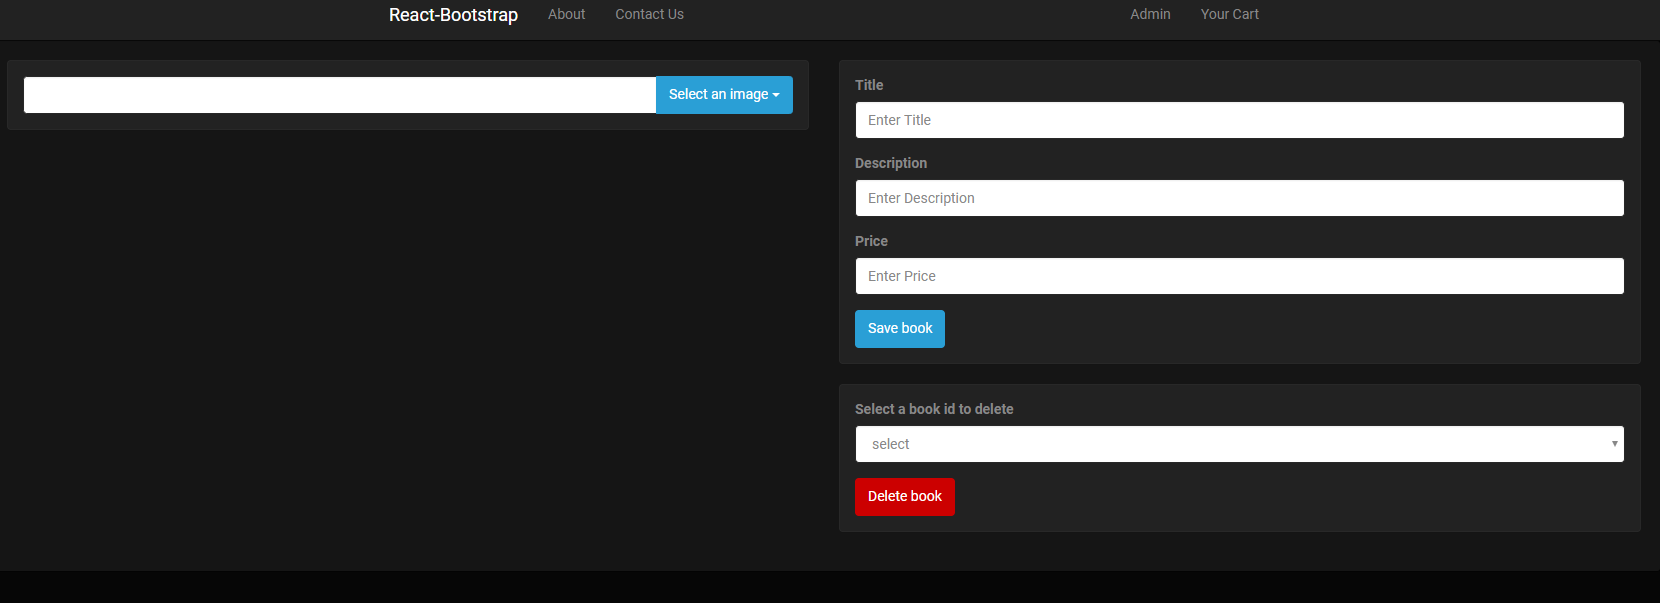 React-Bootstrap About Contact Us Admin Your Cart
Select an image
Title
Enter Title
Description
Enter Description
Price
Enter Price
Save book
Select a book id to delete
select
Delete book